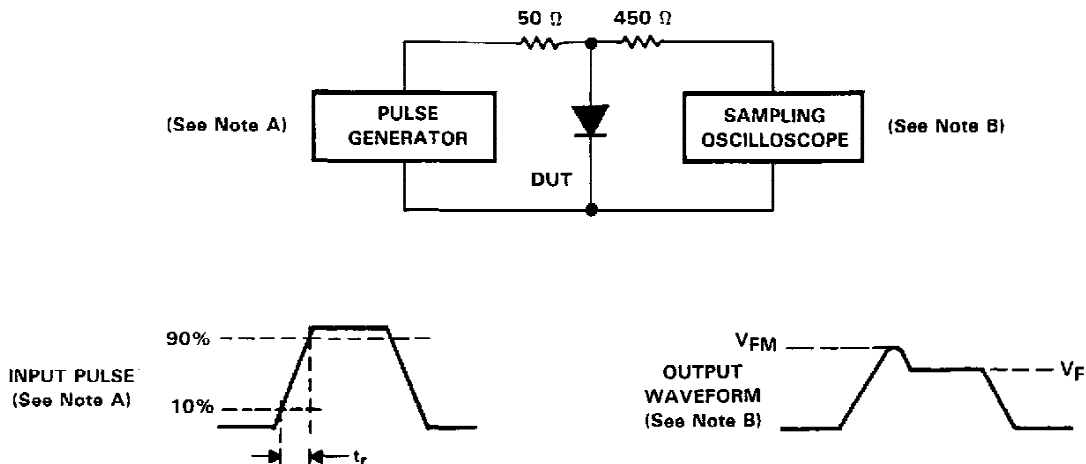 50 Ω
450 Ω
(See Note A)
PULSE
GENERATOR
SAMPLING
OSCILLOSCOPE
(See Note B)
DUT
90%
INPUT PULSE
(See Note A)
10%
tr
VFM
OUTPUT
WAVEFORM
(See Note B)
VF